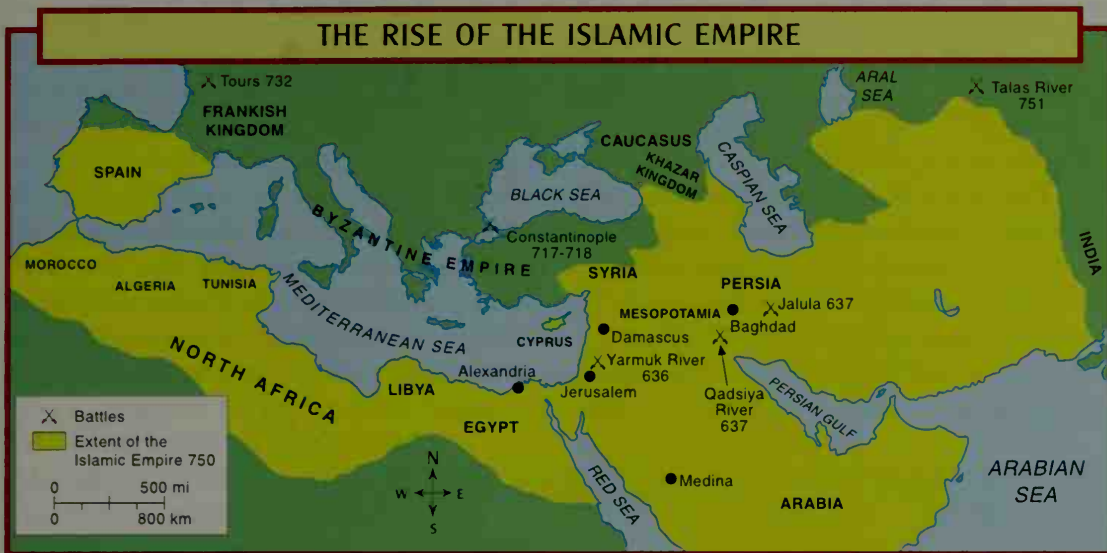 THE RISE OF THE ISLAMIC EMPIRE
Tours 732
FRANKISH
KINGDOM
SPAIN
ARAL
SEA
Talas River
751
CAUCASUS
KHAZAR
KINGDOM
CASPIAN SEA
BLACK SEA
BYZANTINE EMPIRE
Constantinople
717-718
INDIA
MOROCCO
ALGERIA
TUNISIA
SYRIA
PERSIA
MEDITERRANEAN SEA
MESOPOTAMIA
Jalula 637
Baghdad
CYPRUS
Damascus
NORTH AFRICA
Alexandria
Yarmuk River
636
Jerusalem
LIBYA
EGYPT
Qadsiya
River
637
PERSIAN GULF
RED SEA
Medina
ARABIA
ARABIAN
SEA
Battles
Extent of the
Islamic Empire 750
0 500 mi
0 800 km
N
W E
S